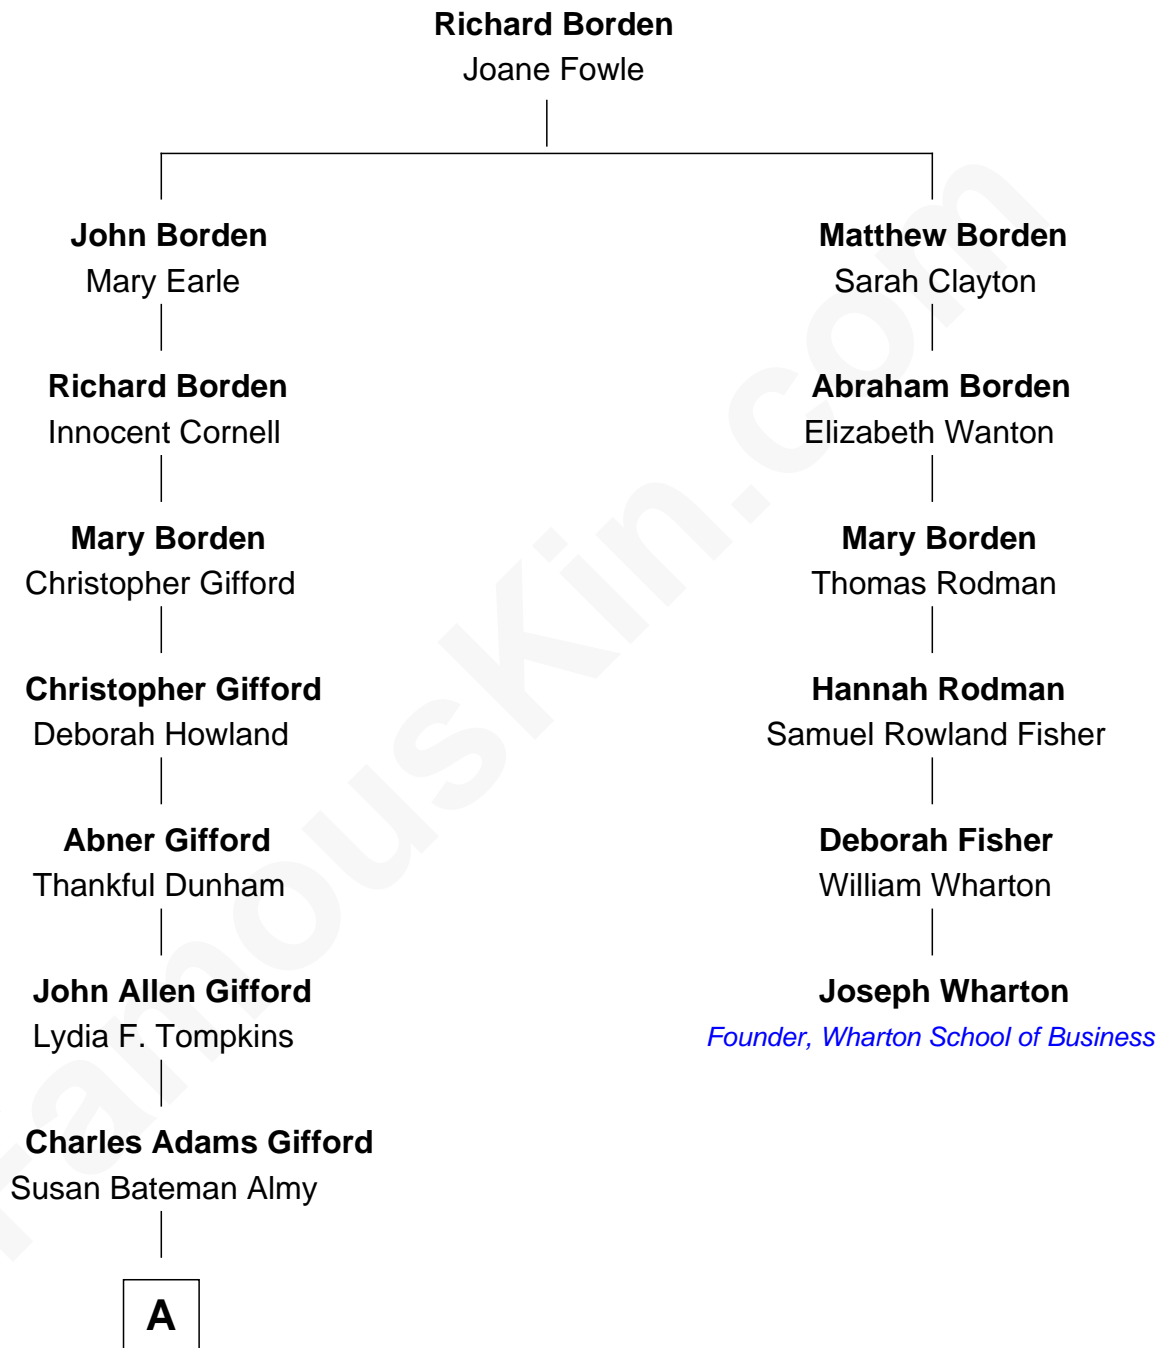 Richard Borden
Joane Fowle
John Borden
Mary Earle
Matthew Borden
Sarah Clayton
Richard Borden
Innocent Cornell
Abraham Borden
Elizabeth Wanton
Mary Borden
Christopher Gifford
Mary Borden
Thomas Rodman
Christopher Gifford
Deborah Howland
Hannah Rodman
Samuel Rowland Fisher
Abner Gifford
Thankful Dunham
Deborah Fisher
William Wharton
John Allen Gifford
Lydia F. Tompkins
Joseph Wharton
Founder, Wharton School of Business
Charles Adams Gifford
Susan Bateman Almy
A
FamousKin.com